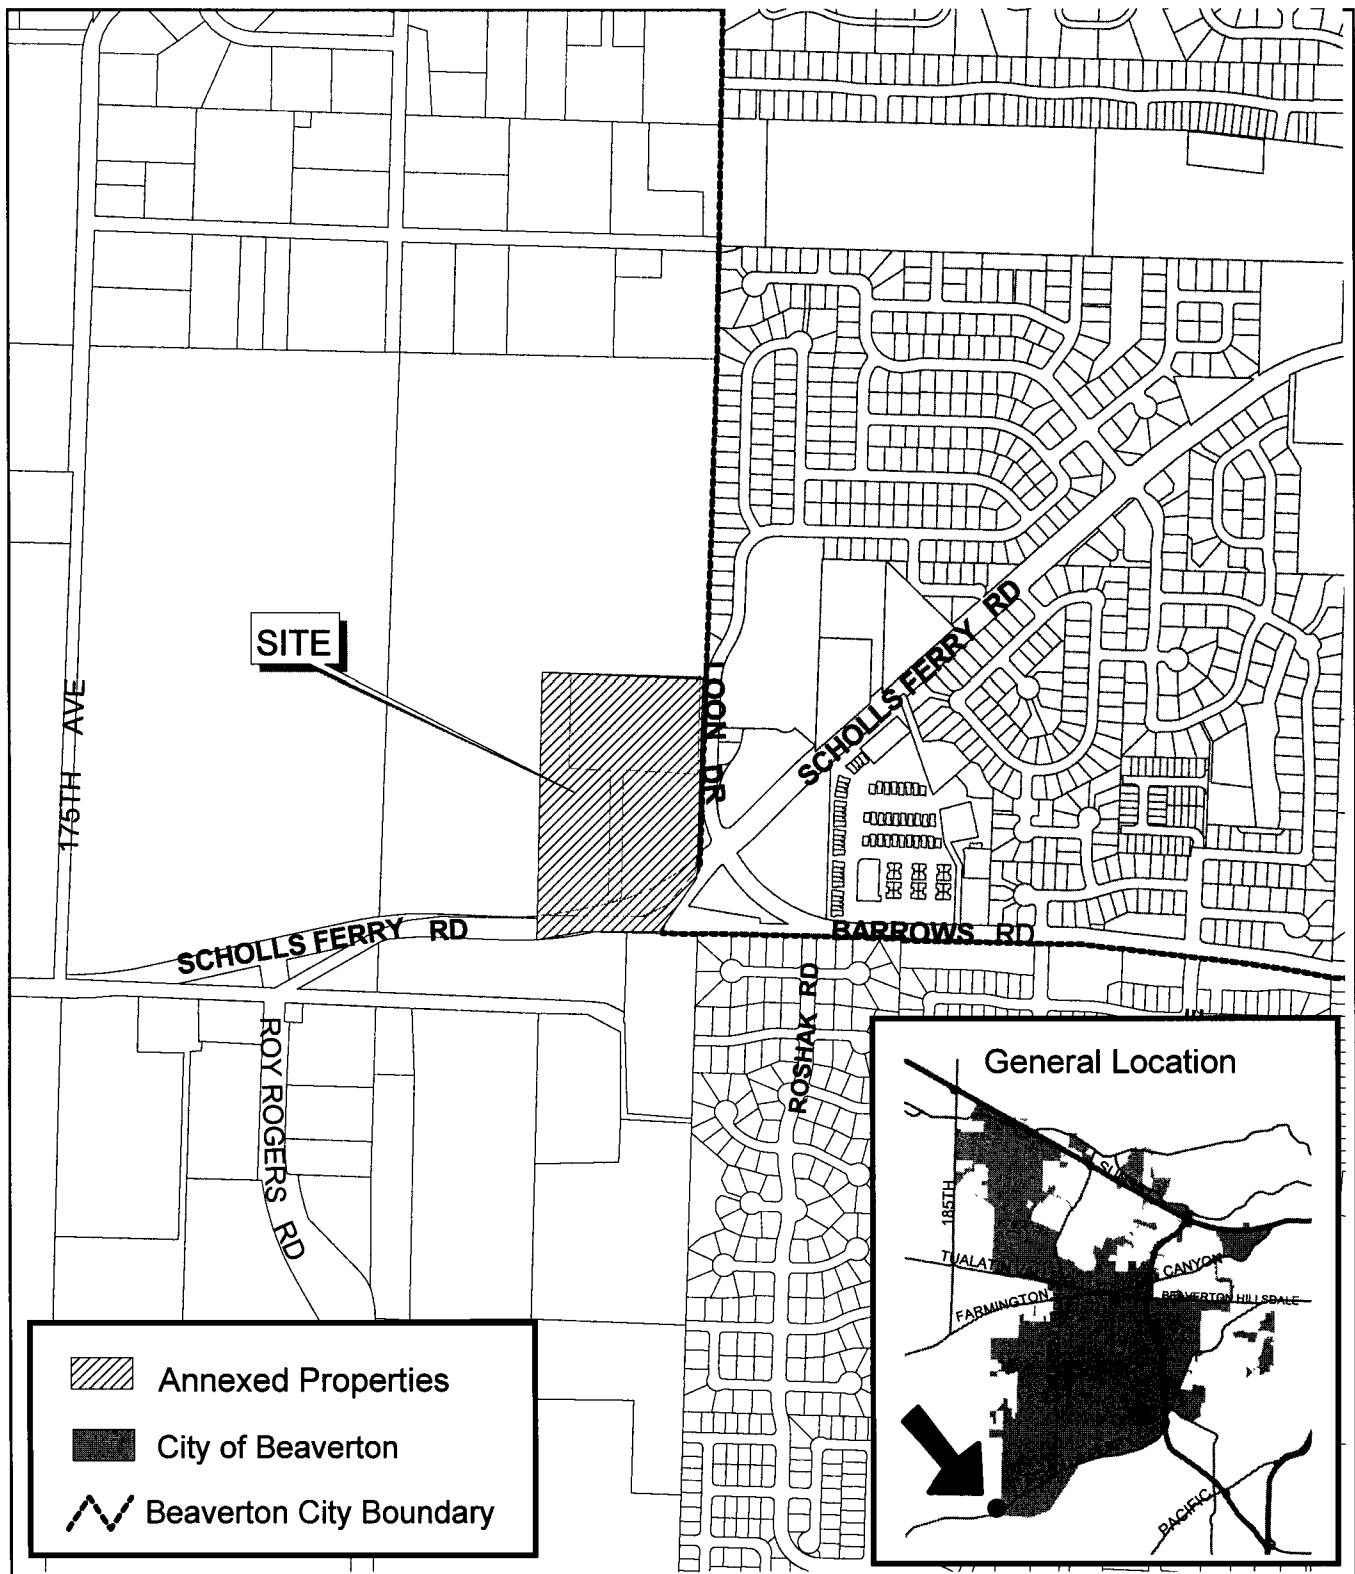 SITE
LOON DR
SCHOLLS FERRY RD
175TH AVE
SCHOLLS FERRY RD
BARROWS RD
ROSHAK RD
ROY ROGERS RD
General Location
185TH
TUALATIN
CANYON
FARMINGTON
BEAVERTON HILLSDALE
PACIFIC
Annexed Properties
City of Beaverton
Beaverton City Boundary